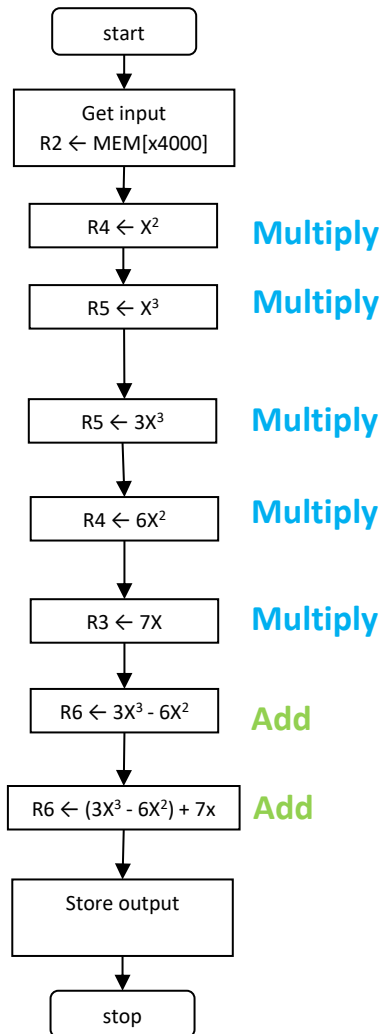 start
Get input
R2 ← MEM[x4000]
R4 ← X²
Multiply
R5 ← X³
Multiply
R5 ← 3X³
Multiply
R4 ← 6X²
Multiply
R3 ← 7X
Multiply
R6 ← 3X³ - 6X²
Add
R6 ← (3X³ - 6X²) + 7x
Add
Store output
stop